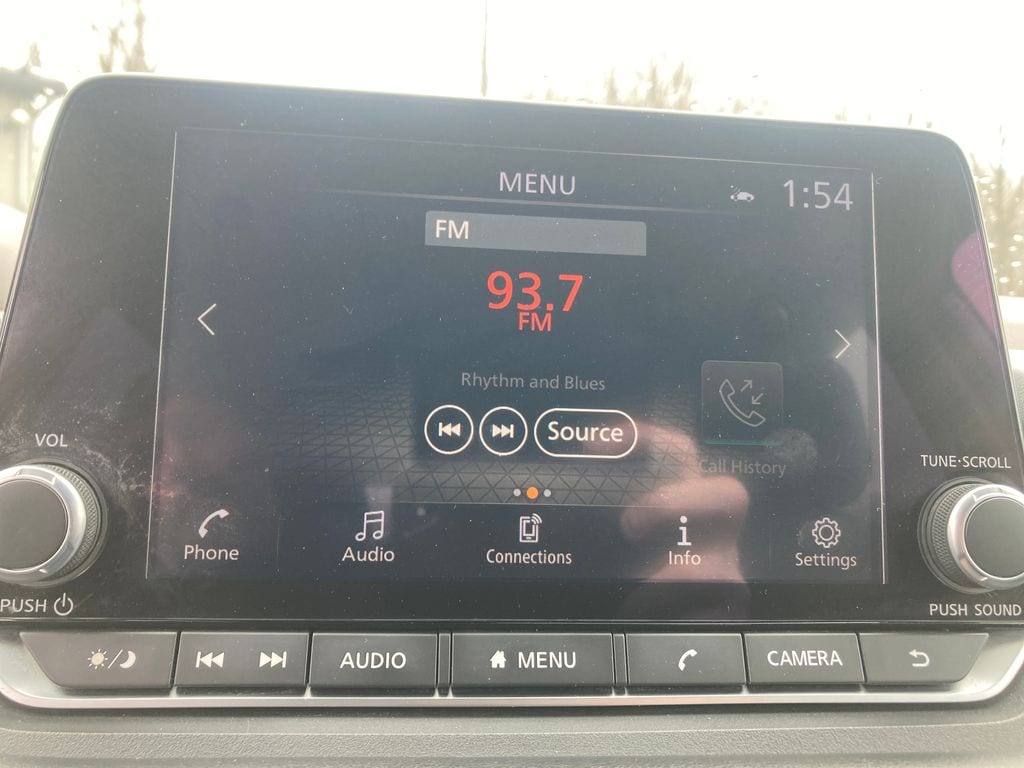 MENU
1:54
FM
93.7
FM
Rhythm and Blues
Source
Call History
VOL
TUNE·SCROLL
Phone
Audio
Connections
Info
Settings
PUSH
PUSH SOUND
AUDIO
MENU
CAMERA